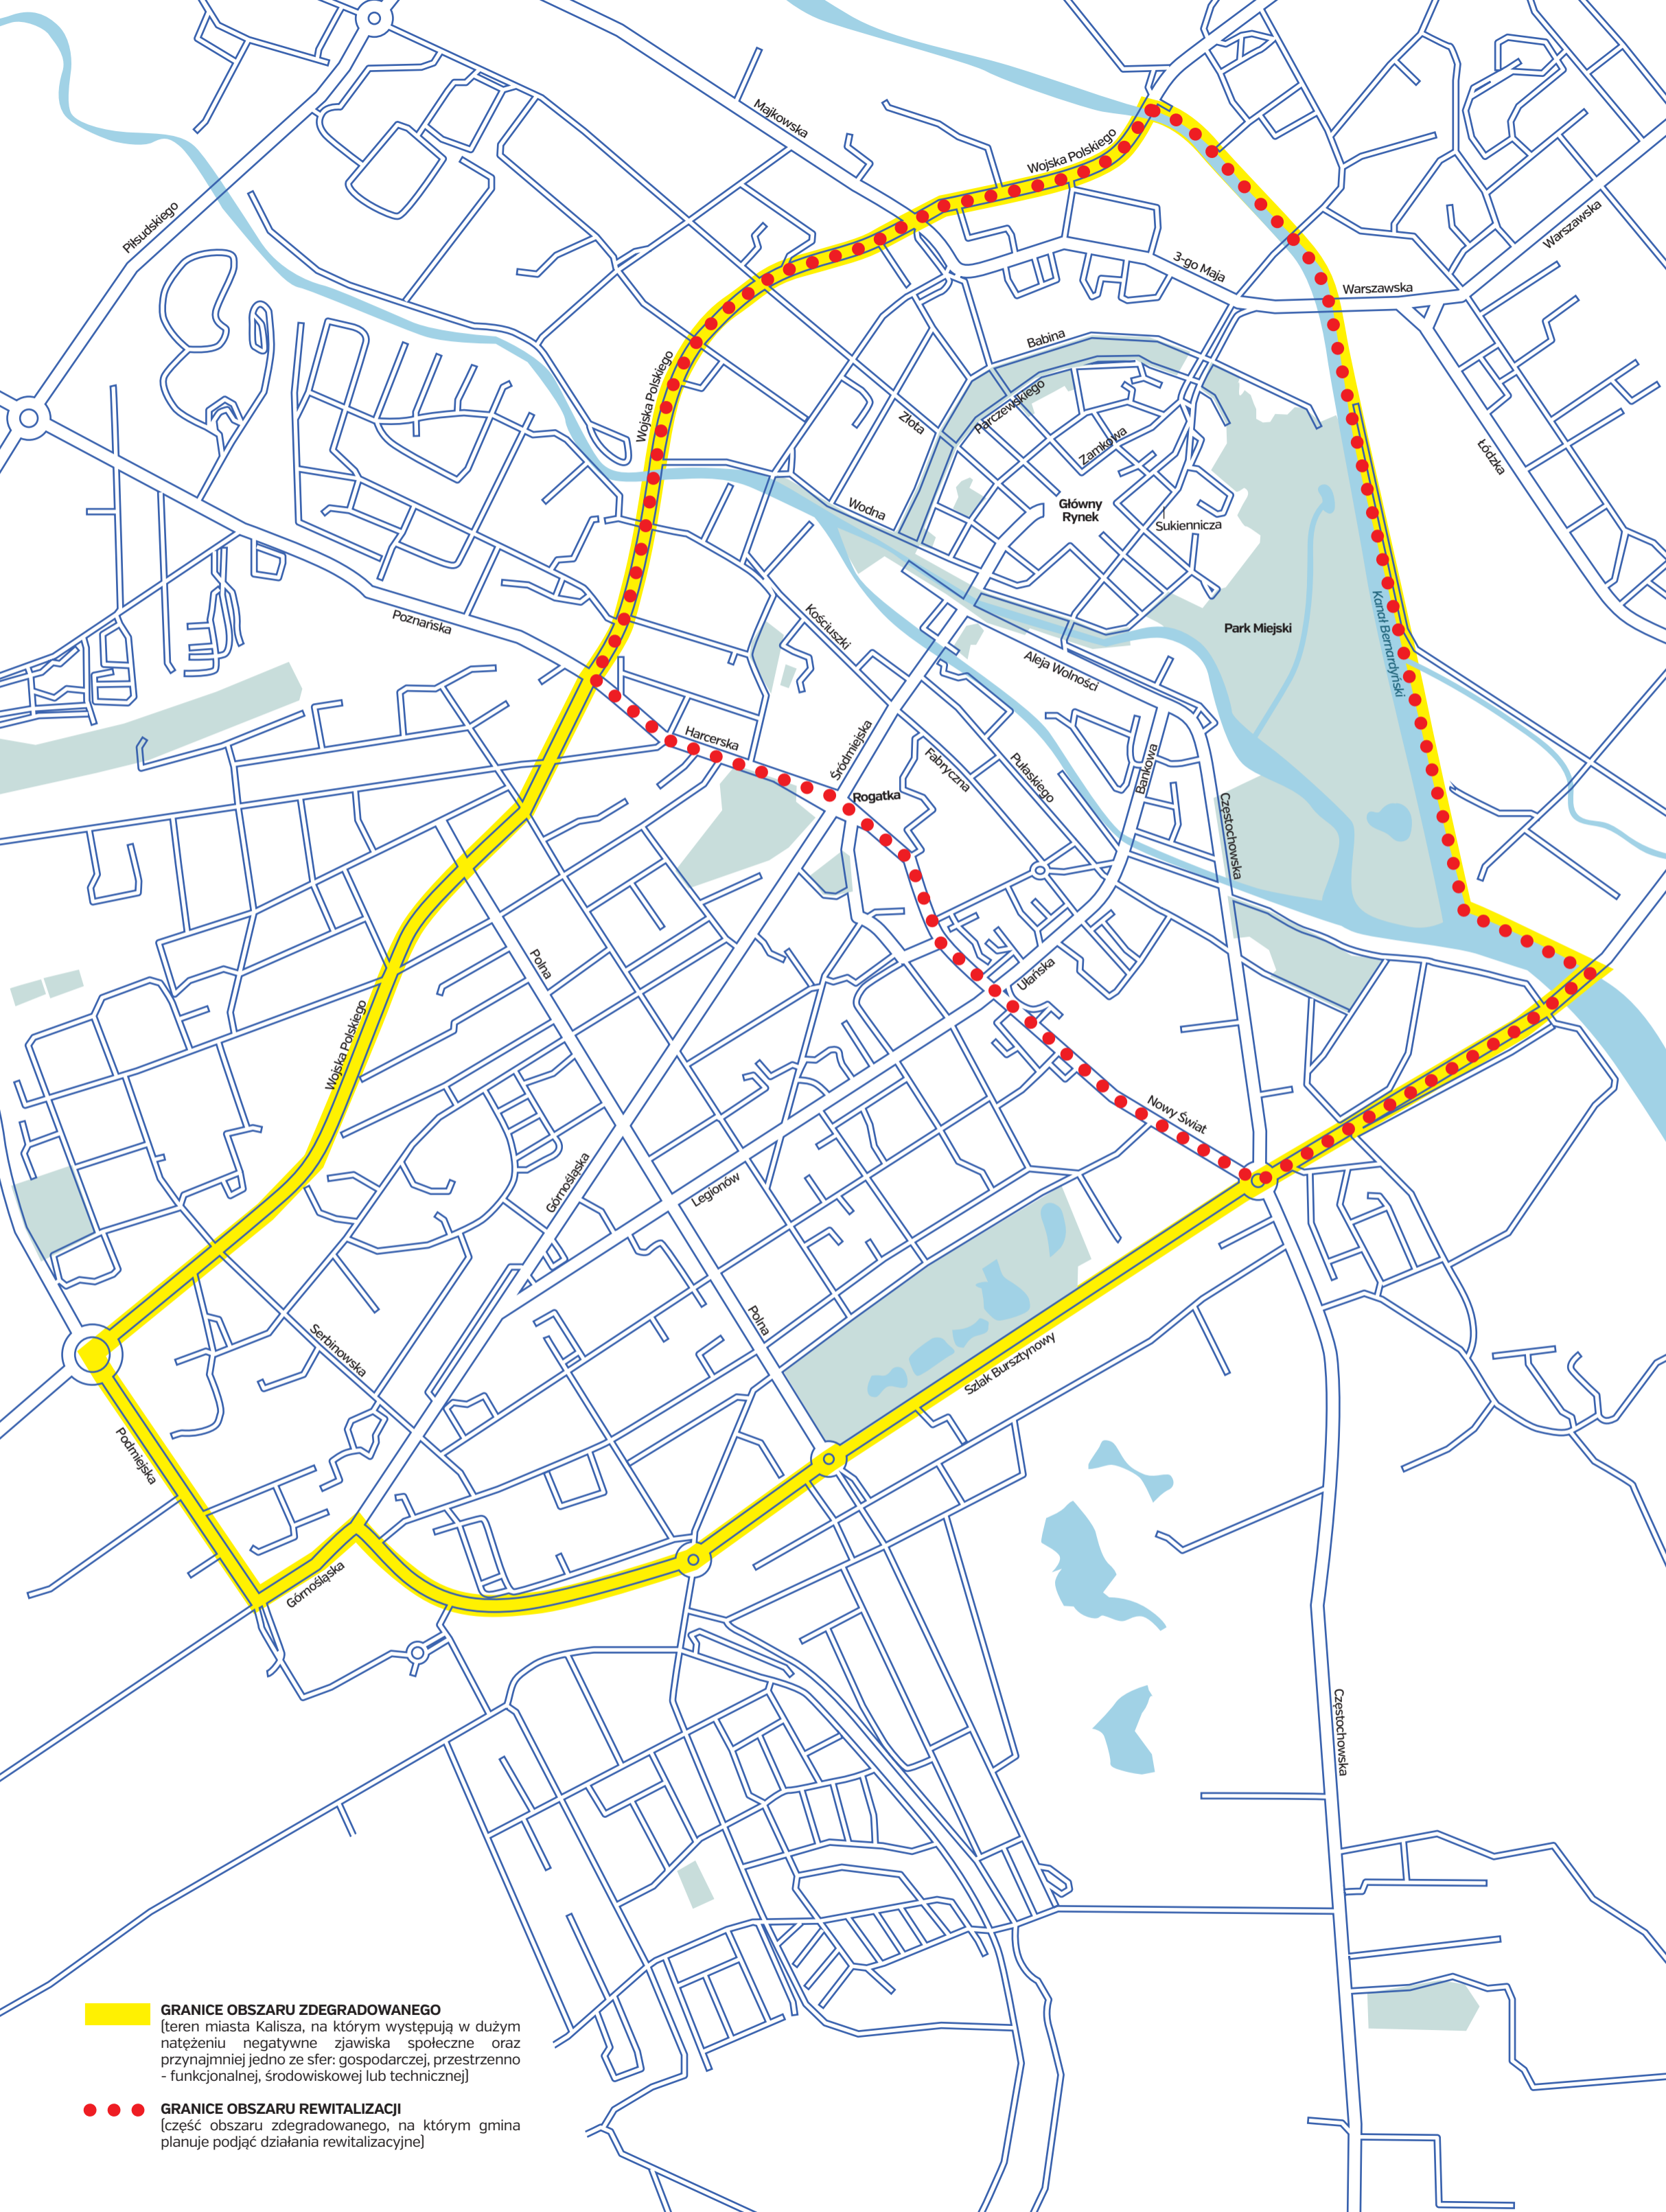 Majkowska
Wojska Polskiego
Piłsudskiego
Warszawska
3-go Maja
Warszawska
Babina
Wojska Polskiego
Parczewskiego
Złota
Zamkowa
Łódzka
Wodna
Główny
Rynek
Sukiennicza
Kanał Bernardyński
Poznańska
Kościuszki
Park Miejski
Aleja Wolności
Harcerska
Śródmiejska
Fabryczna
Pułaskiego
Bankowa
Częstochowska
Rogatka
Polna
Ułańska
Wojska Polskiego
Nowy Świat
Górnośląska
Legionów
Polna
Serbinowska
Szlak Bursztynowy
Podmiejska
Górnośląska
Częstochowska
GRANICE OBSZARU ZDEGRADOWANEGO
(teren miasta Kalisza, na którym występują w dużym
natężeniu negatywne zjawiska społeczne oraz
przynajmniej jedno ze sfer: gospodarczej, przestrzenno
- funkcjonalnej, środowiskowej lub technicznej)
GRANICE OBSZARU REWITALIZACJI
(część obszaru zdegradowanego, na którym gmina
planuje podjąć działania rewitalizacyjne)